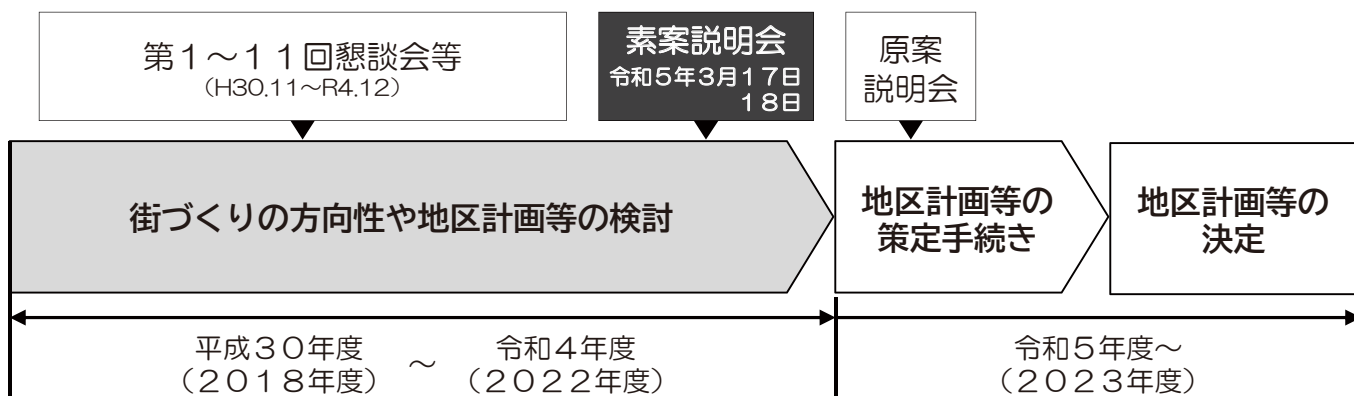 第１～１１回懇談会等
（H30.11～R4.12）
素案説明会
令和５年３月１７日
１８日
原案
説明会
街づくりの方向性や地区計画等の検討
地区計画等の
策定手続き
地区計画等の
決定
平成３０年度
（２０１８年度）
～
令和４年度
（２０２２年度）
令和５年度～
（２０２３年度）